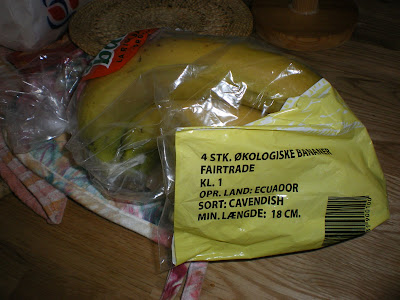 4 STK. ØKOLOGISKE BANANER
FAIRTRADE
KL. 1
OPR. LAND: ECUADOR
SORT: CAVENDISH
MIN. LÆNGDE: 18 CM.